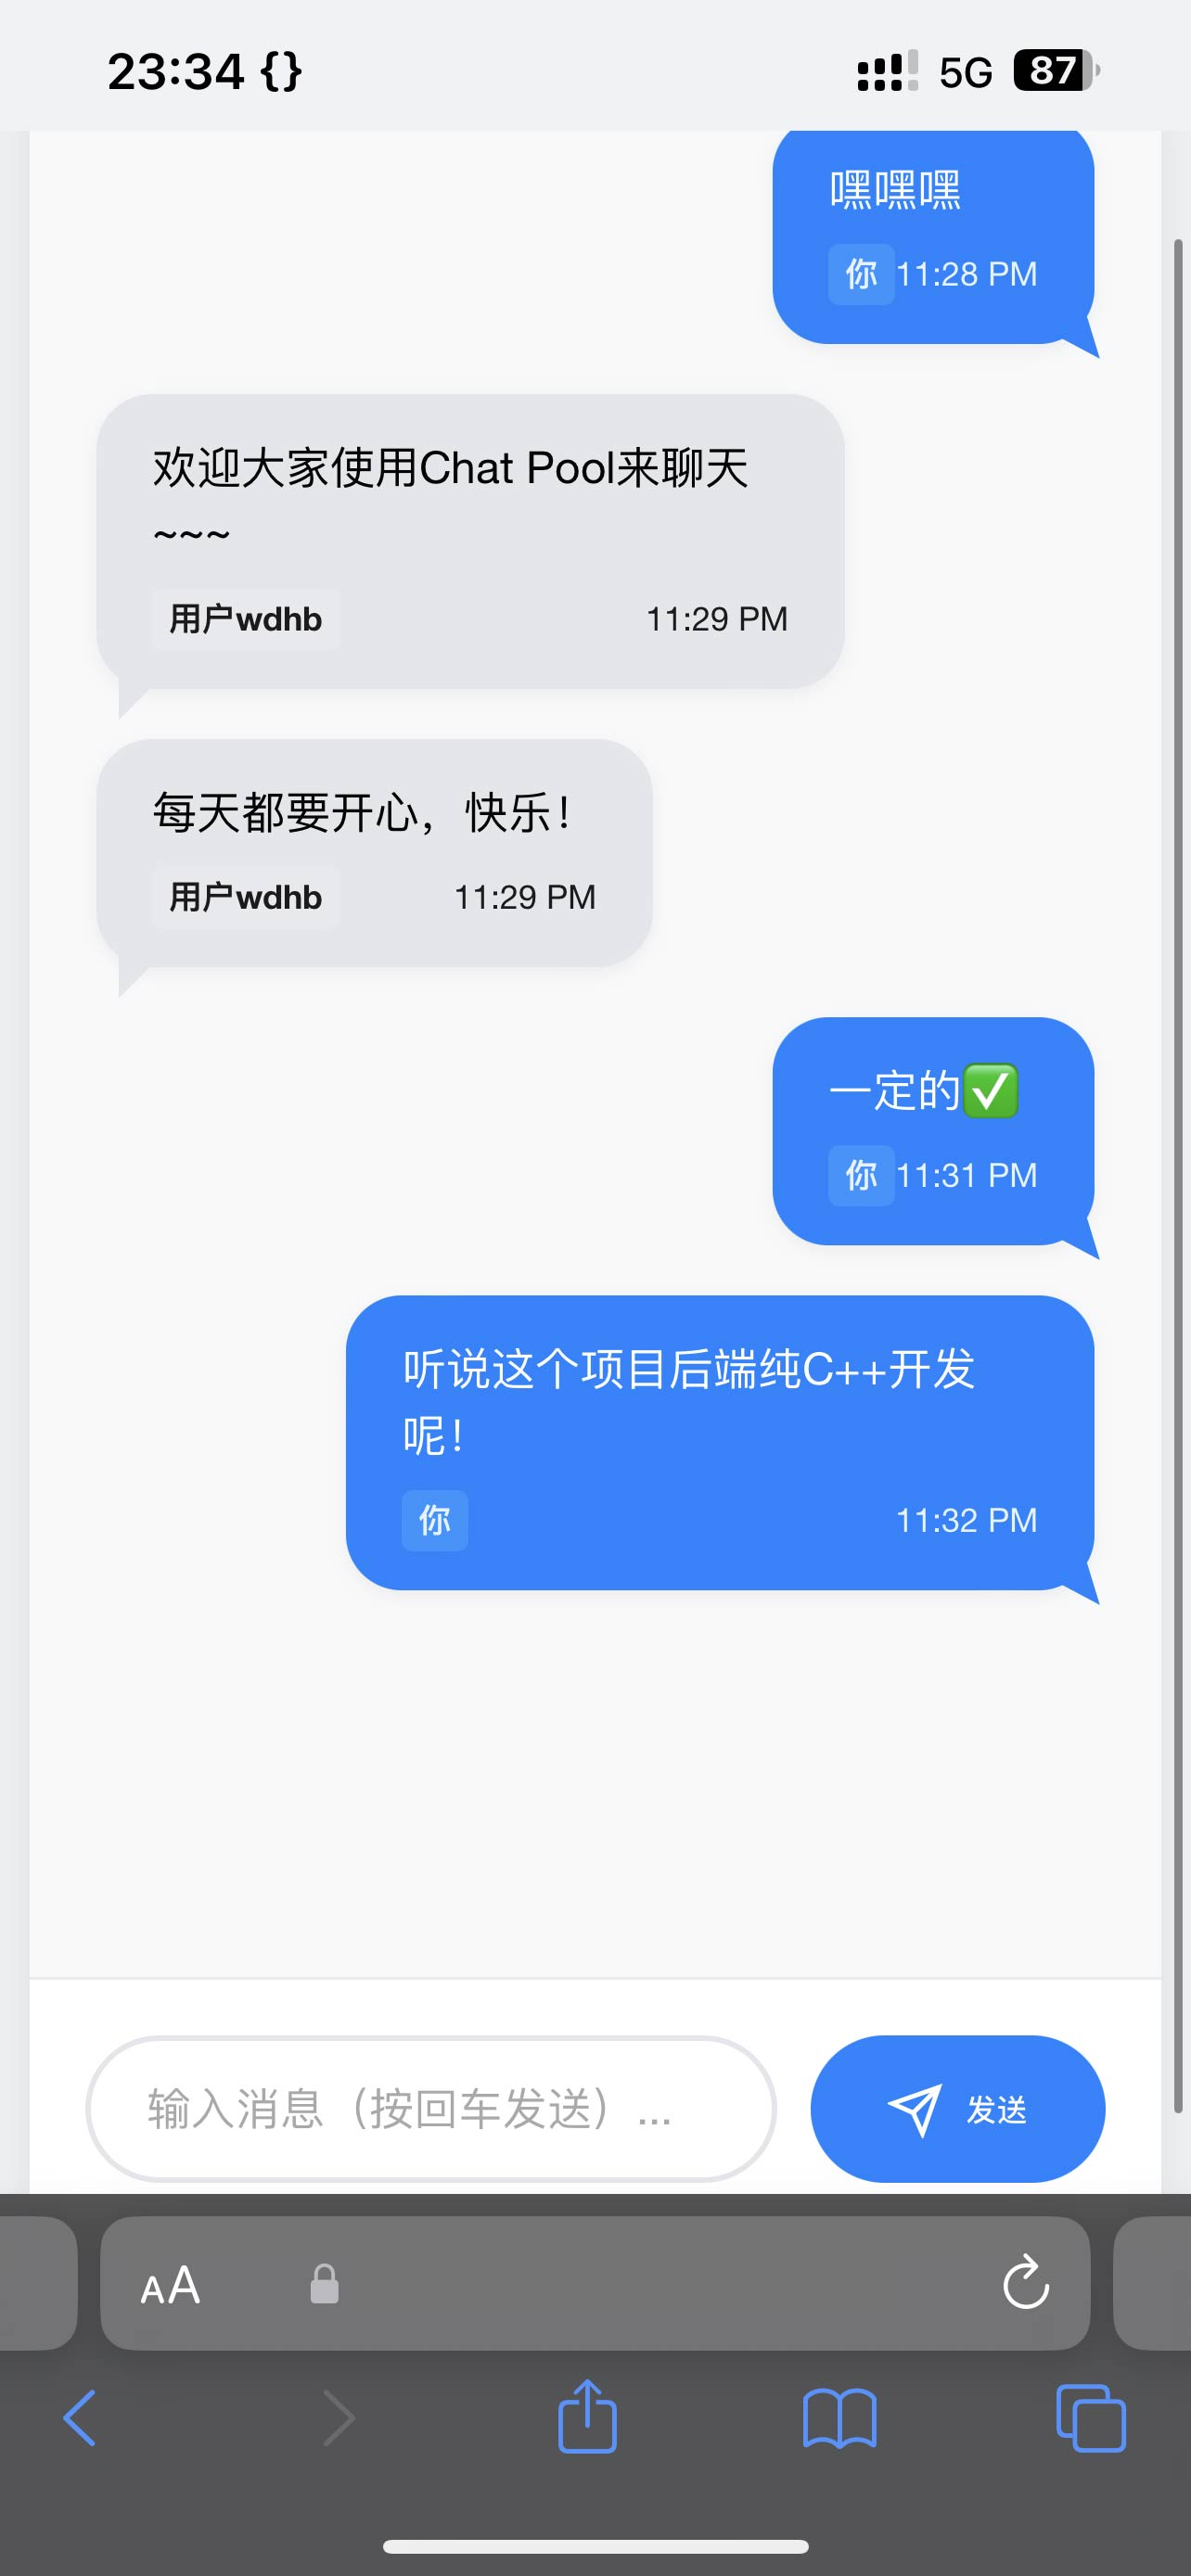 23:34 {} 5G 87
嘿嘿嘿
你 11:28 PM
欢迎大家使用Chat Pool来聊天
~~~
用户wdhb 11:29 PM
每天都要开心，快乐！
用户wdhb 11:29 PM
一定的✅
你 11:31 PM
听说这个项目后端纯C++开发
呢！
你 11:32 PM
输入消息（按回车发送）... 发送
AA